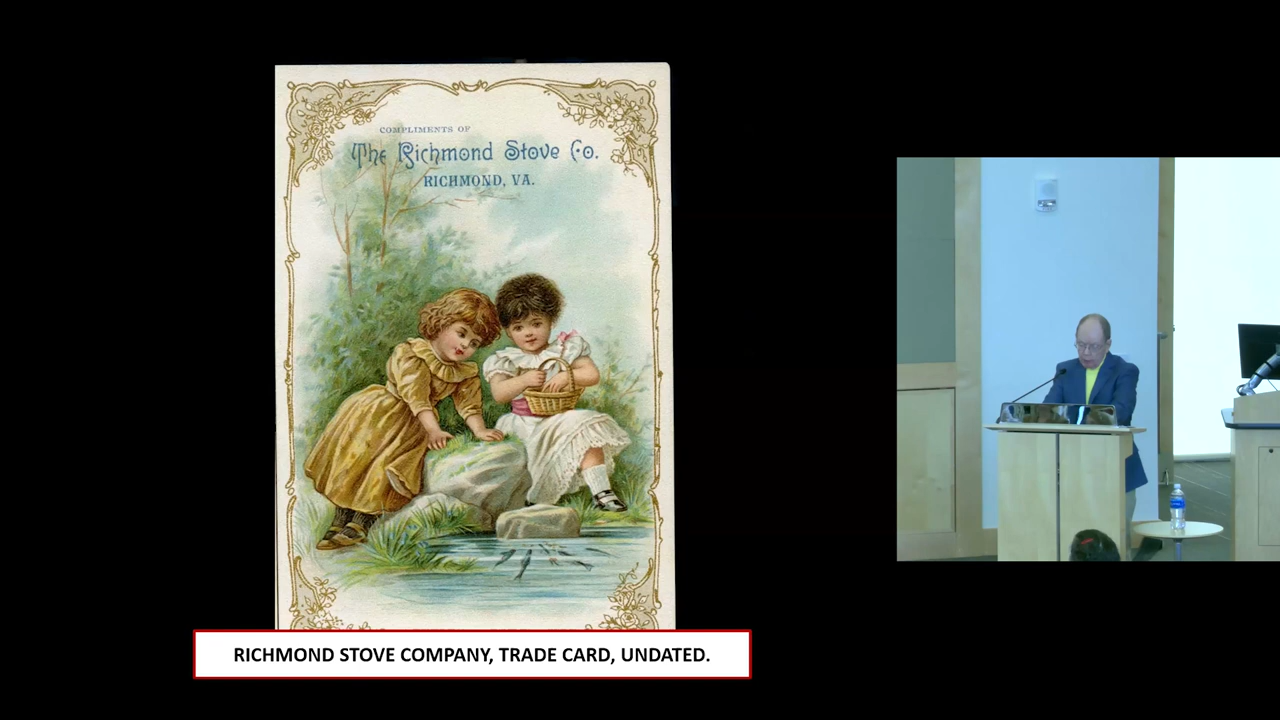 COMPLIMENTS OF
The Richmond Stove Co.
RICHMOND, VA.
RICHMOND STOVE COMPANY, TRADE CARD, UNDATED.